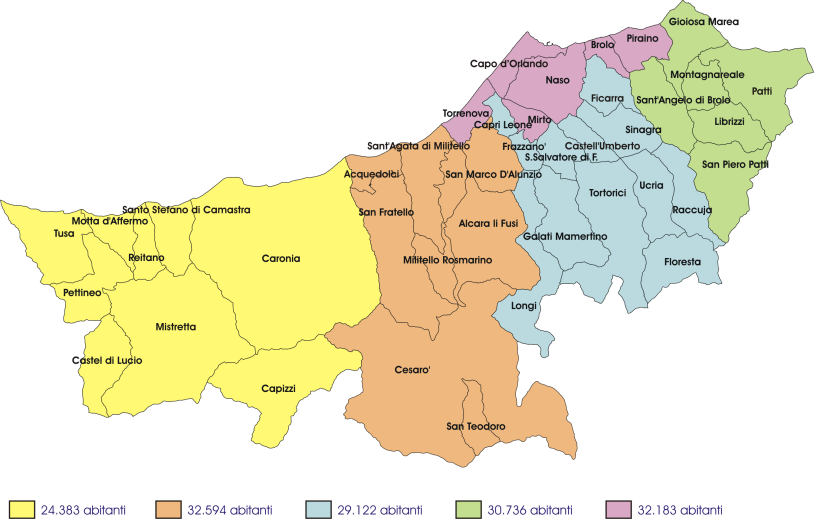 Gioiosa Marea
Piraino
Brolo
Capo d'Orlando
Montagnareale
Naso
Patti
Ficarra
Sant'Angelo di Brolo
Torrenova
Mirto
Librizzi
Capri Leone
Sinagra
Sant'Agata di Militello
Frazzano'
Castell'Umberto
S.Salvatore di F.
San Piero Patti
Acquedolci
San Marco D'Alunzio
Ucria
Tortorici
Santo Stefano di Camastra
San Fratello
Raccuja
Motta d'Affermo
Alcara li Fusi
Tusa
Galati Mamertino
Reitano
Caronia
Militello Rosmarino
Floresta
Pettineo
Longi
Mistretta
Castel di Lucio
Cesaro'
Capizzi
San Teodoro
24.383 abitanti
32.594 abitanti
29.122 abitanti
30.736 abitanti
32.183 abitanti